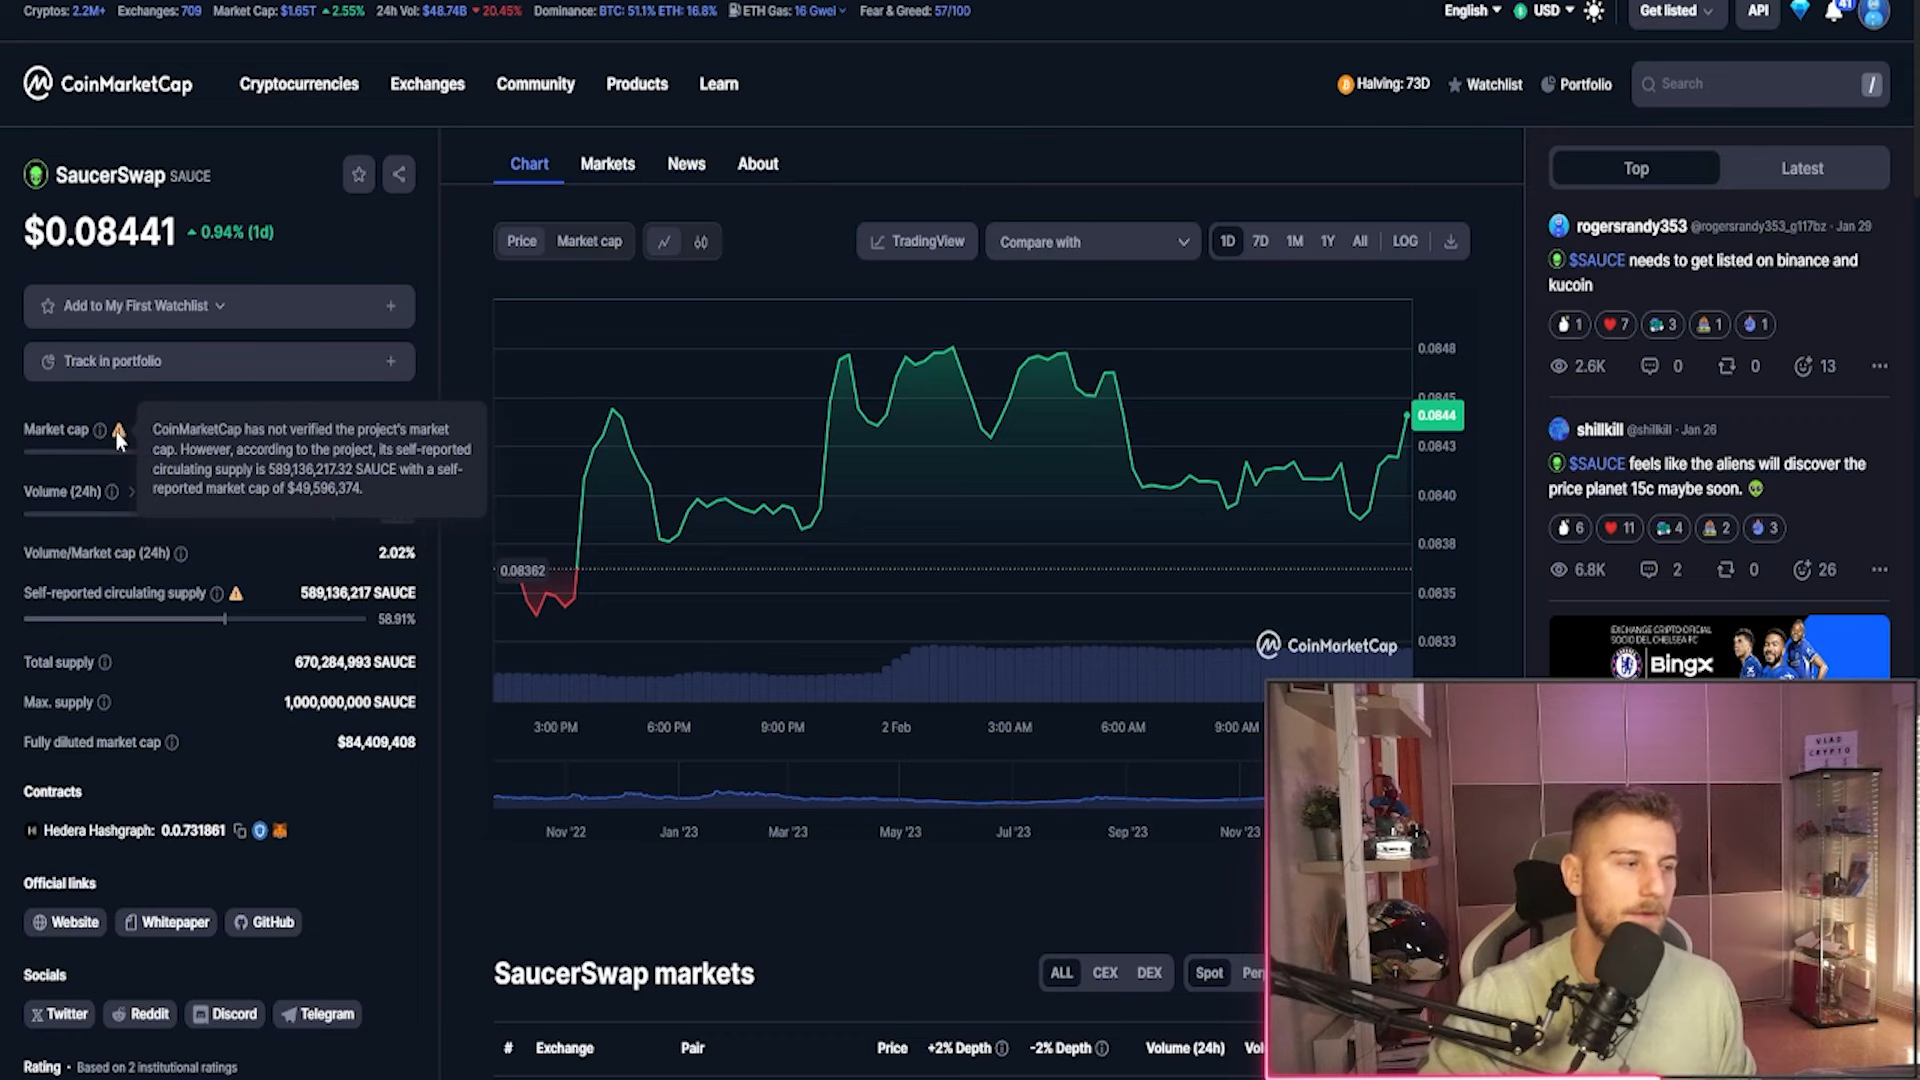 Cryptos: 2.2M+ Exchanges: 709 Market Cap: $1.65T 2.55% 24h Vol: $48.74B 20.45% Dominance: BTC: 51.1% ETH: 16.8% ETH Gas: 16 Gwei Fear & Greed: 57/100
English USD Get listed API 41
CoinMarketCap Cryptocurrencies Exchanges Community Products Learn
Halving: 73D Watchlist Portfolio Search /
SaucerSwap SAUCE
$0.08441 0.94% (1d)
Add to My First Watchlist +
Track in portfolio +
Market cap
CoinMarketCap has not verified the project's market
cap. However, according to the project, its self-reported
circulating supply is 589,136,217.32 SAUCE with a self-
reported market cap of $49,596,374.
Volume (24h)
Volume/Market cap (24h) 2.02%
Self-reported circulating supply 589,136,217 SAUCE
58.91%
Total supply 670,284,993 SAUCE
Max. supply 1,000,000,000 SAUCE
Fully diluted market cap $84,409,408
Contracts
Hedera Hashgraph: 0.0.731861
Official links
Website Whitepaper GitHub
Socials
Twitter Reddit Discord Telegram
Rating · Based on 2 institutional ratings
Chart Markets News About
Price Market cap TradingView Compare with 1D 7D 1M 1Y All LOG
0.0848
0.0845
0.0844
0.0843
0.0840
0.0838
0.08362
0.0835
0.0833
CoinMarketCap
3:00 PM 6:00 PM 9:00 PM 2 Feb 3:00 AM 6:00 AM 9:00 AM
Nov '22 Jan '23 Mar '23 May '23 Jul '23 Sep '23 Nov '23
SaucerSwap markets
ALL CEX DEX Spot
# Exchange Pair Price +2% Depth -2% Depth Volume (24h)
Top Latest
rogersrandy353 @rogersrandy353_g117bz · Jan 29
$SAUCE needs to get listed on binance and
kucoin
1 7 3 1 1
2.6K 0 0 13
shillkill @shillkill · Jan 26
$SAUCE feels like the aliens will discover the
price planet 15c maybe soon.
6 11 4 2 3
6.8K 2 0 26
EXCHANGE CRIPTO OFICIAL
SOCIO DEL CHELSEA FC
BingX
VLAD
CRYPTO